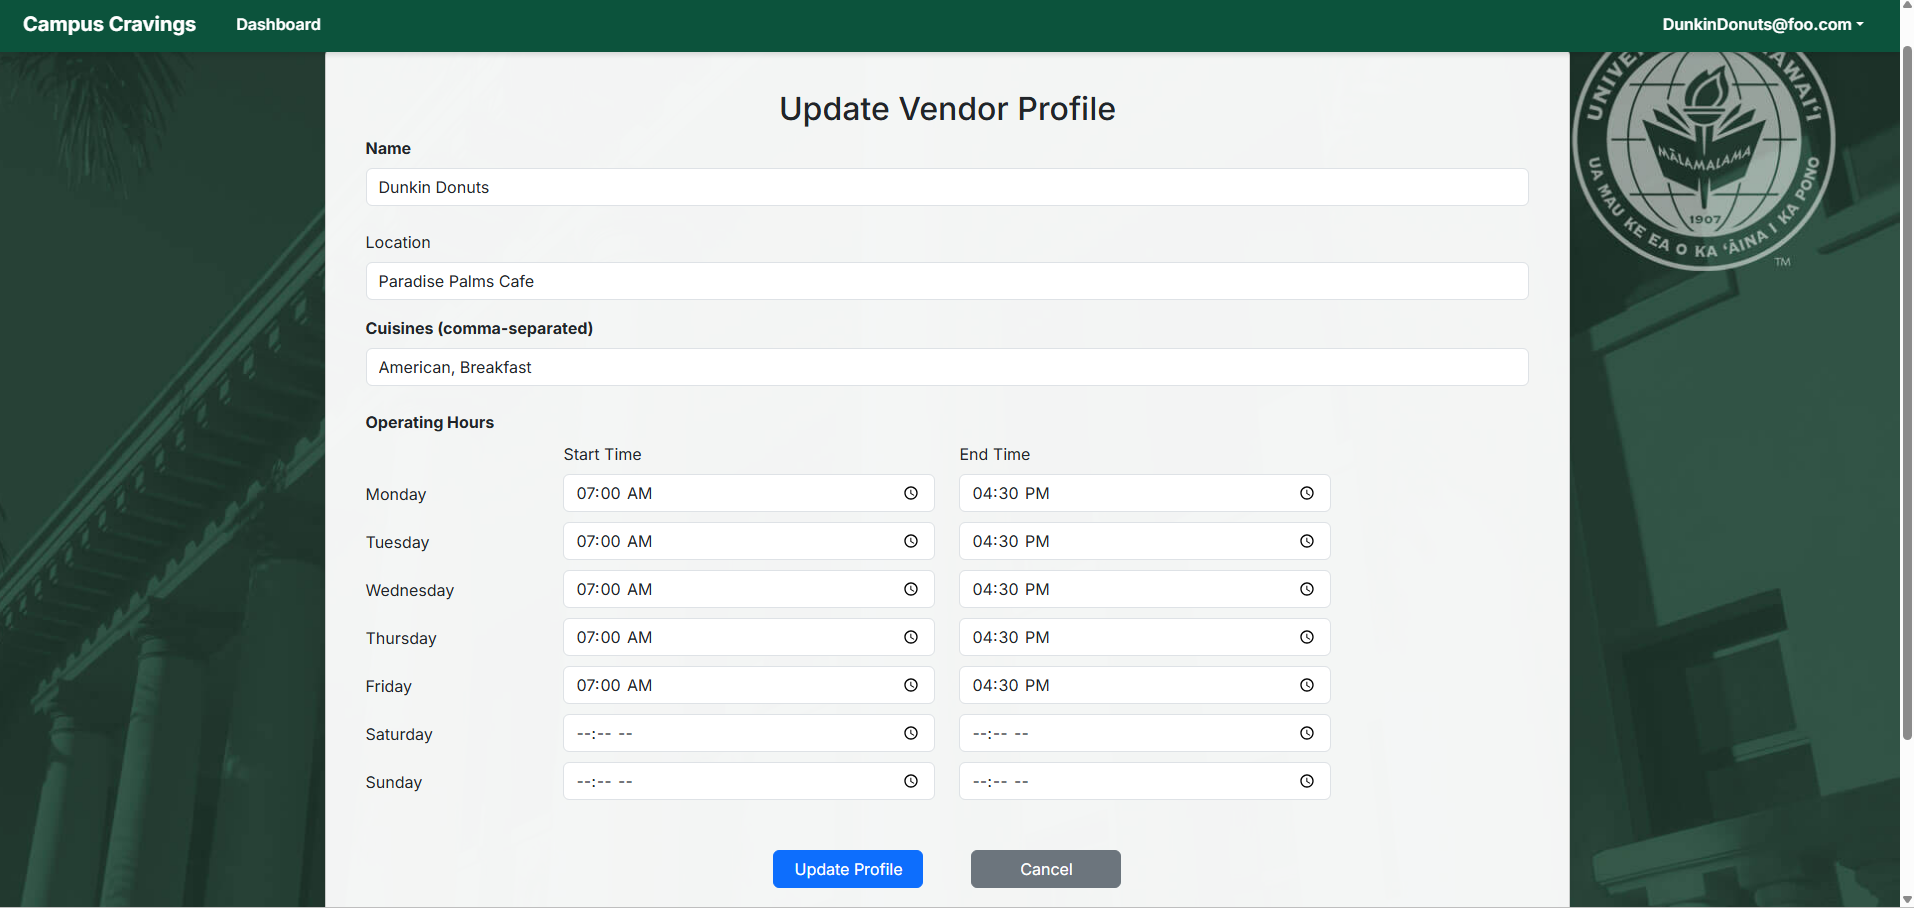 Campus Cravings Dashboard DunkinDonuts@foo.com
Update Vendor Profile
Name
Dunkin Donuts
Location
Paradise Palms Cafe
Cuisines (comma-separated)
American, Breakfast
Operating Hours
Start Time End Time
Monday 07:00 AM 04:30 PM
Tuesday 07:00 AM 04:30 PM
Wednesday 07:00 AM 04:30 PM
Thursday 07:00 AM 04:30 PM
Friday 07:00 AM 04:30 PM
Saturday --:-- -- --:-- --
Sunday --:-- -- --:-- --
Update Profile Cancel
MĀLAMALAMA
1907
UA MAU KE EA O KA ʻĀINA I KA PONO
TM